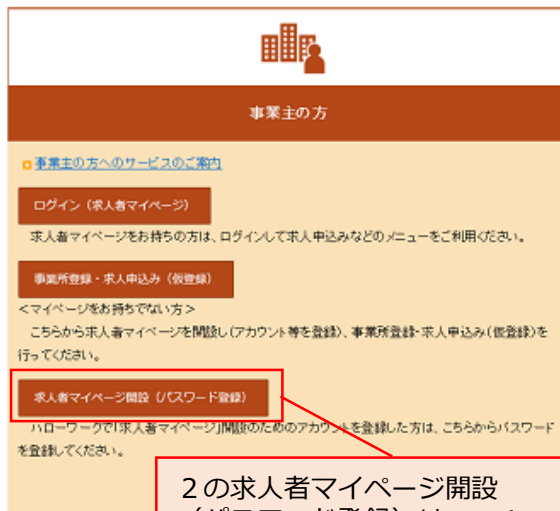 事業主の方
事業主の方へのサービスのご案内
ログイン（求人者マイページ）
求人者マイページをお持ちの方は、ログインして求人申込みなどのメニューをご利用ください。
事業所登録・求人申込み（仮登録）
＜マイページをお持ちでない方＞
こちらから求人者マイページを開設し（アカウント等を登録）、事業所登録・求人申込み（仮登録）を
行ってください。
求人者マイページ開設（パスワード登録）
ハローワークで「求人者マイページ」開設のためのアカウントを登録した方は、こちらからパスワード
を登録してください。
２の求人者マイページ開設